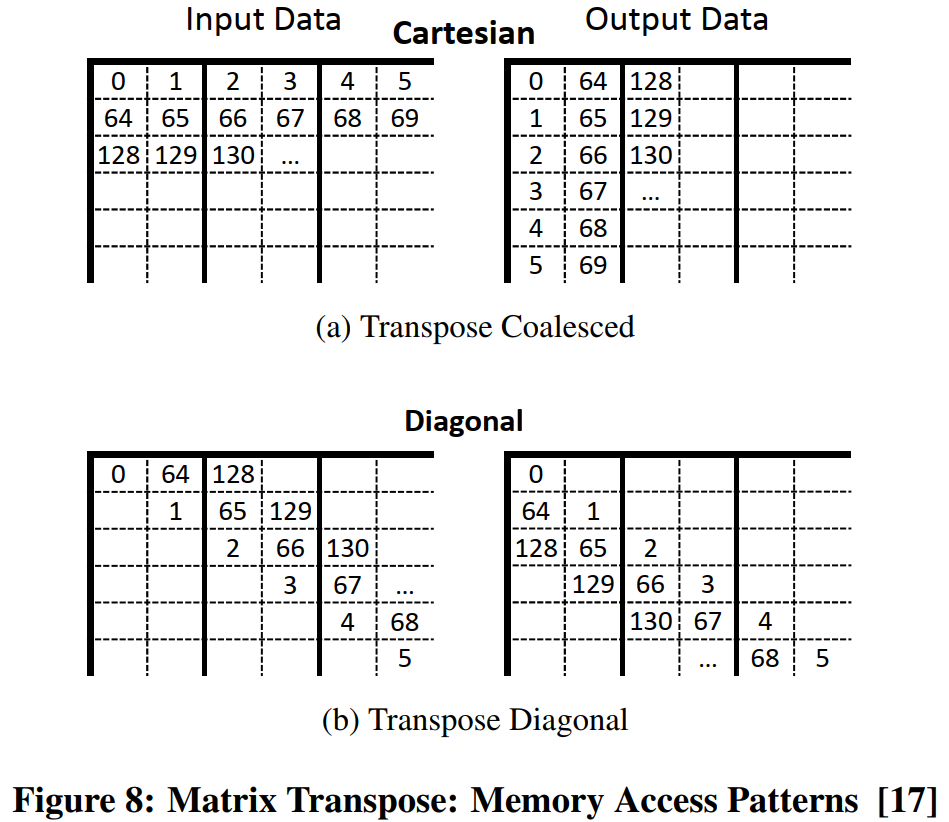 Input Data Cartesian Output Data
0 1 2 3 4 5 0 64 128
64 65 66 67 68 69 1 65 129
128 129 130 ... 2 66 130
3 67 ...
4 68
5 69
(a) Transpose Coalesced
Diagonal
0 64 128 0
1 65 129 64 1
2 66 130 128 65 2
3 67 ... 129 66 3
4 68 130 67 4
5 ... 68 5
(b) Transpose Diagonal
Figure 8: Matrix Transpose: Memory Access Patterns [17]